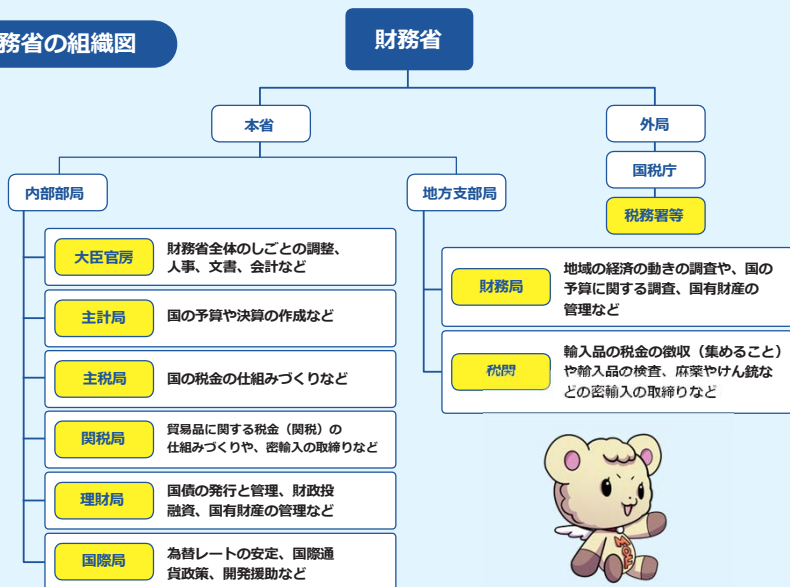 務省の組織図
財務省
本省
外局
国税庁
税務署等
内部部局
地方支部局
大臣官房
財務省全体のしごとの調整、
人事、文書、会計など
主計局
国の予算や決算の作成など
主税局
国の税金の仕組みづくりなど
関税局
貿易品に関する税金（関税）の
仕組みづくりや、密輸入の取締りなど
理財局
国債の発行と管理、財政投
融資、国有財産の管理など
国際局
為替レートの安定、国際通
貨政策、開発援助など
財務局
地域の経済の動きの調査や、国の
予算に関する調査、国有財産の
管理など
税関
輸入品の税金の徴収（集めること）
や輸入品の検査、麻薬やけん銃な
どの密輸入の取締りなど
MOF